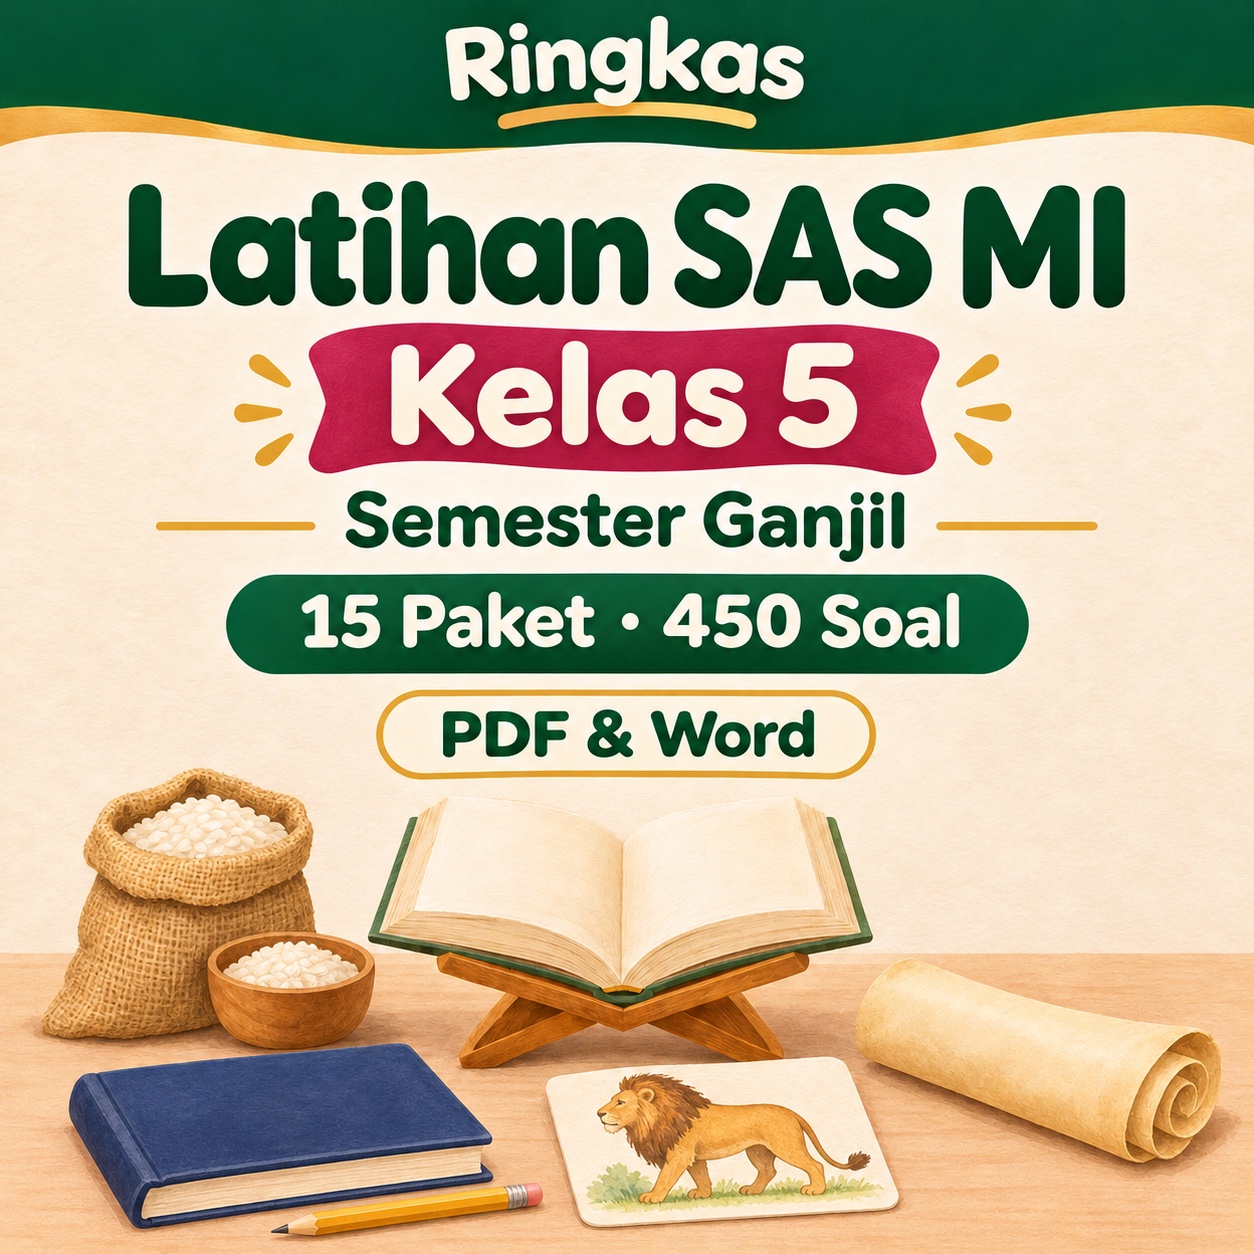 Ringkas
Latihan SAS MI
Kelas 5
Semester Ganjil
15 Paket • 450 Soal
PDF & Word